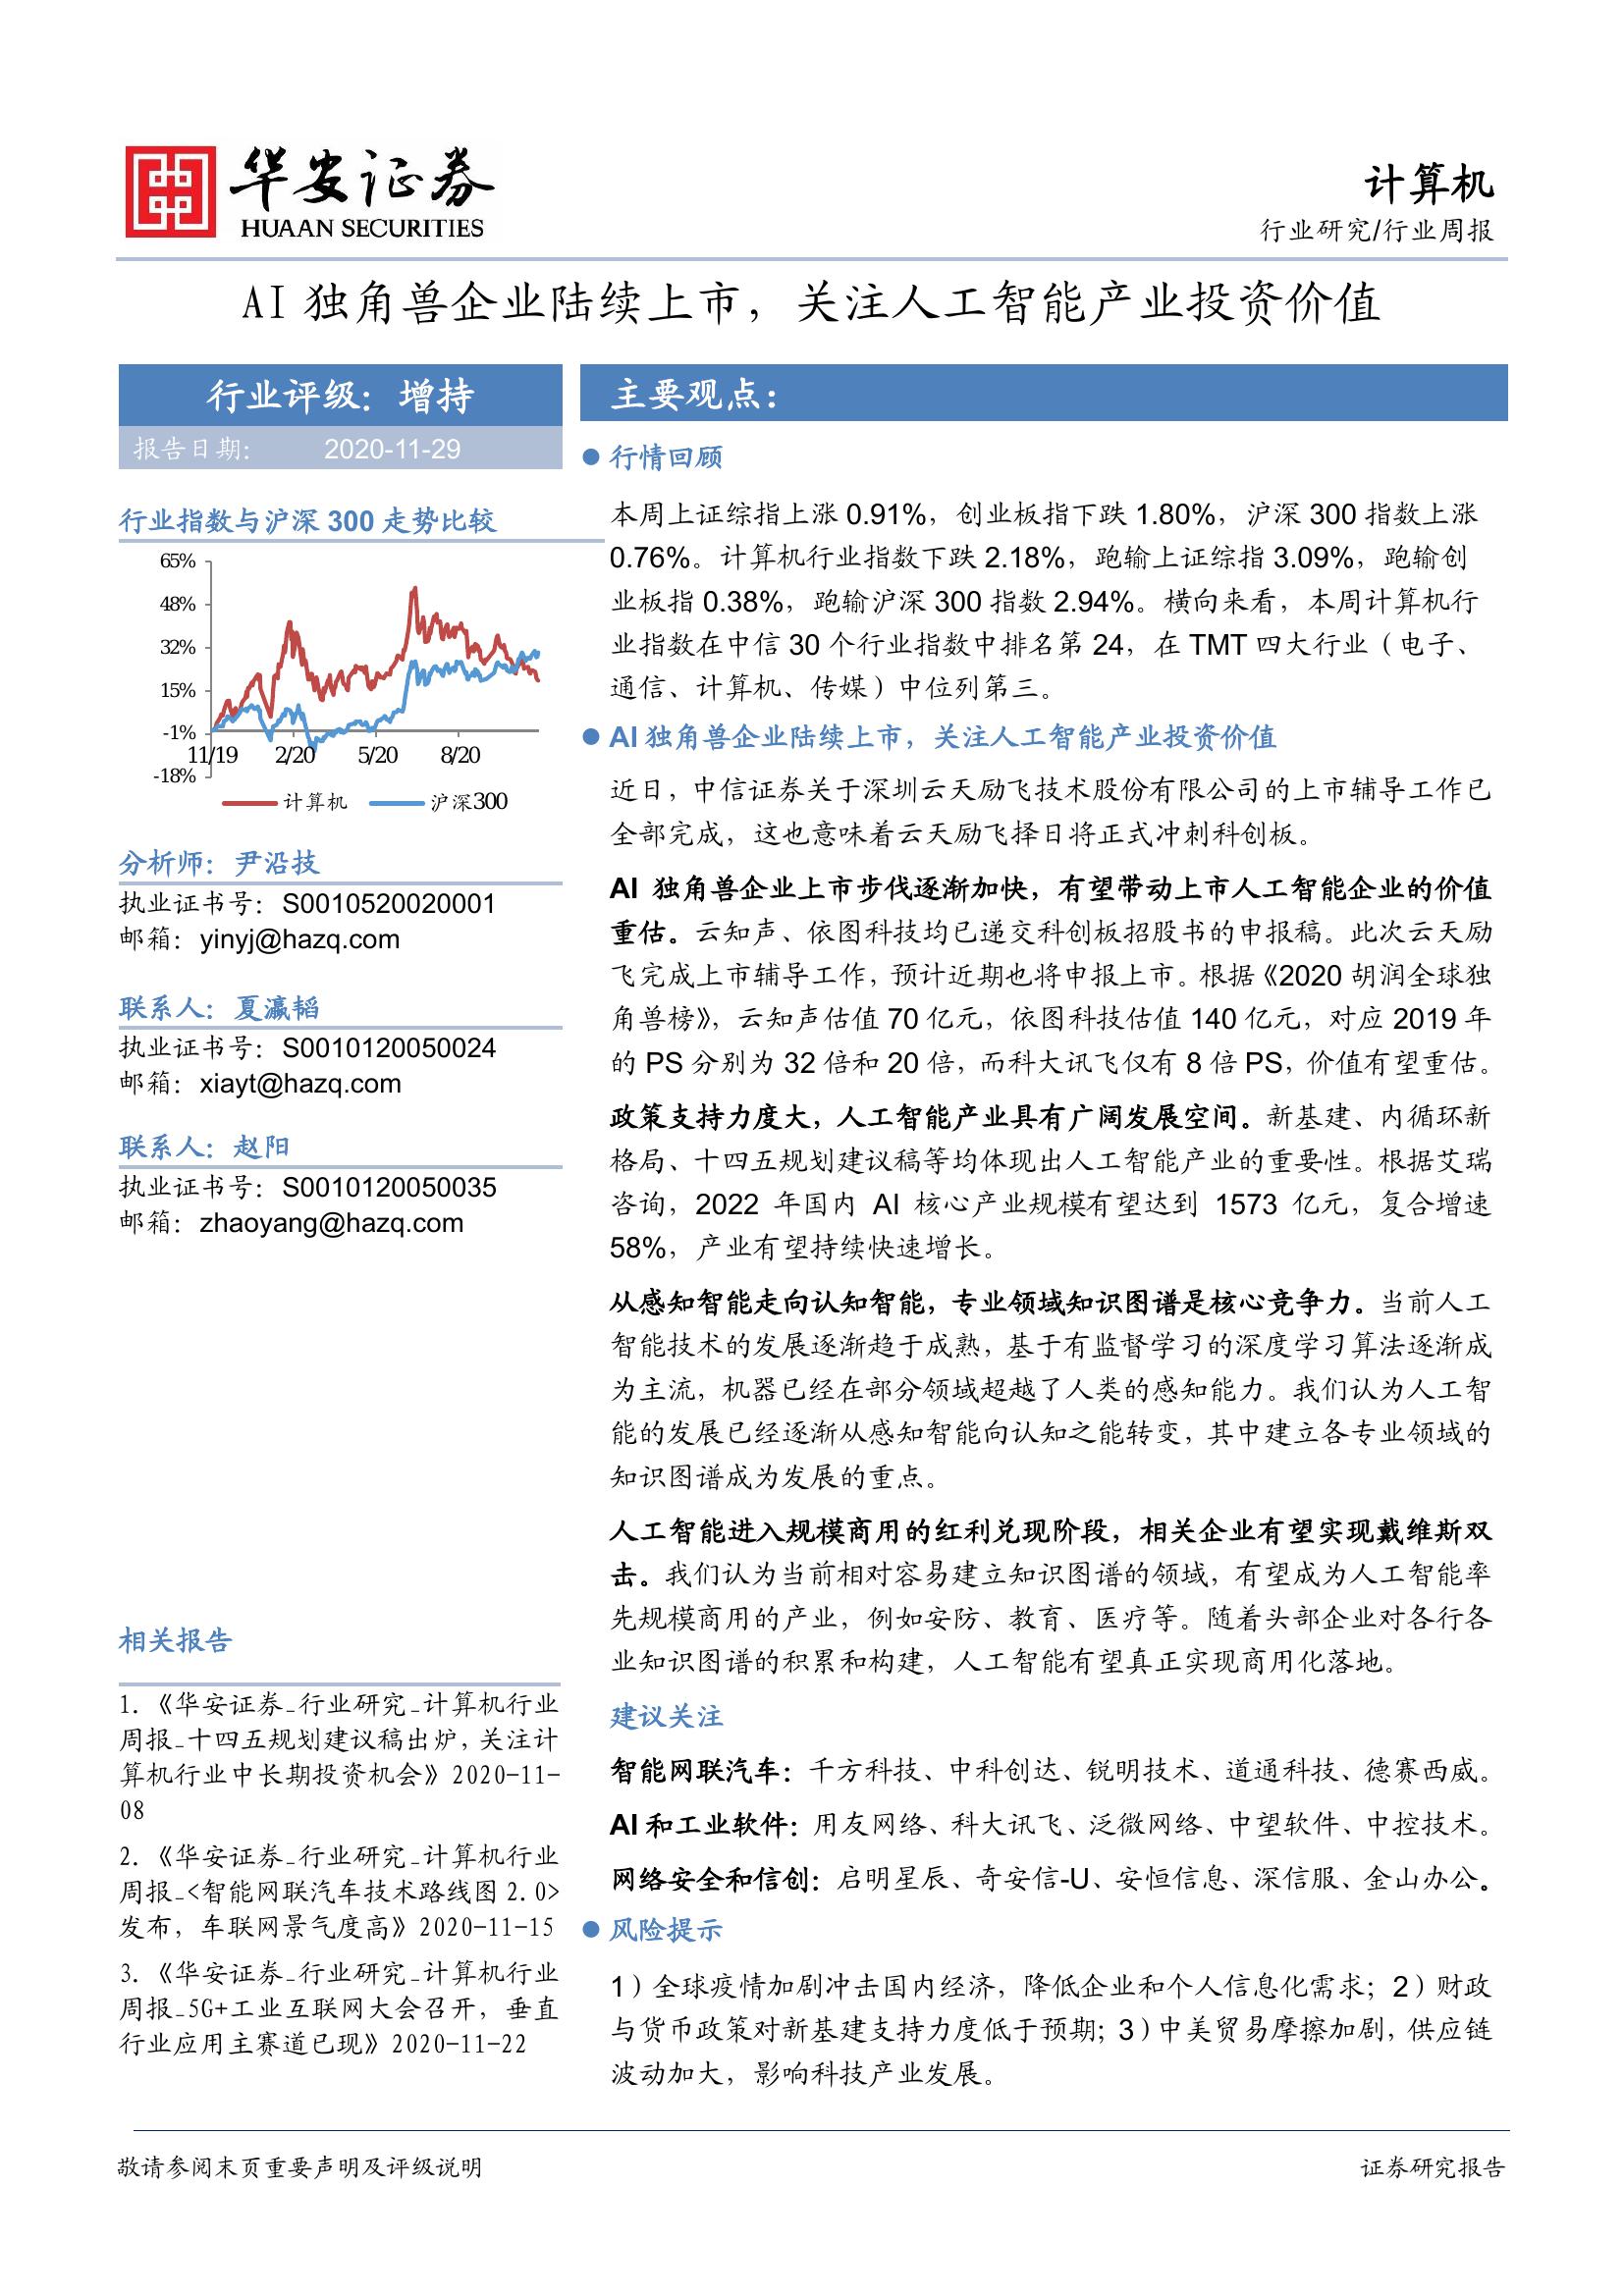 华安证券
HUAAN SECURITIES
计算机
行业研究/行业周报
AI 独角兽企业陆续上市，关注人工智能产业投资价值
行业评级：增持
报告日期： 2020-11-29
行业指数与沪深 300 走势比较
65%
48%
32%
15%
-1%
-18%
11/19 2/20 5/20 8/20
计算机 沪深300
分析师：尹沿技
执业证书号：S0010520020001
邮箱：yinyj@hazq.com
联系人：夏瀛韬
执业证书号：S0010120050024
邮箱：xiayt@hazq.com
联系人：赵阳
执业证书号：S0010120050035
邮箱：zhaoyang@hazq.com
相关报告
1.《华安证券_行业研究_计算机行业
周报_十四五规划建议稿出炉，关注计
算机行业中长期投资机会》2020-11-
08
2.《华安证券_行业研究_计算机行业
周报_<智能网联汽车技术路线图 2.0>
发布，车联网景气度高》2020-11-15
3.《华安证券_行业研究_计算机行业
周报_5G+工业互联网大会召开，垂直
行业应用主赛道已现》2020-11-22
主要观点：
● 行情回顾
本周上证综指上涨 0.91%，创业板指下跌 1.80%，沪深 300 指数上涨
0.76%。计算机行业指数下跌 2.18%，跑输上证综指 3.09%，跑输创
业板指 0.38%，跑输沪深 300 指数 2.94%。横向来看，本周计算机行
业指数在中信 30 个行业指数中排名第 24，在 TMT 四大行业（电子、
通信、计算机、传媒）中位列第三。
● AI 独角兽企业陆续上市，关注人工智能产业投资价值
近日，中信证券关于深圳云天励飞技术股份有限公司的上市辅导工作已
全部完成，这也意味着云天励飞择日将正式冲刺科创板。
AI 独角兽企业上市步伐逐渐加快，有望带动上市人工智能企业的价值
重估。云知声、依图科技均已递交科创板招股书的申报稿。此次云天励
飞完成上市辅导工作，预计近期也将申报上市。根据《2020 胡润全球独
角兽榜》，云知声估值 70 亿元，依图科技估值 140 亿元，对应 2019 年
的 PS 分别为 32 倍和 20 倍，而科大讯飞仅有 8 倍 PS，价值有望重估。
政策支持力度大，人工智能产业具有广阔发展空间。新基建、内循环新
格局、十四五规划建议稿等均体现出人工智能产业的重要性。根据艾瑞
咨询，2022 年国内 AI 核心产业规模有望达到 1573 亿元，复合增速
58%，产业有望持续快速增长。
从感知智能走向认知智能，专业领域知识图谱是核心竞争力。当前人工
智能技术的发展逐渐趋于成熟，基于有监督学习的深度学习算法逐渐成
为主流，机器已经在部分领域超越了人类的感知能力。我们认为人工智
能的发展已经逐渐从感知智能向认知之能转变，其中建立各专业领域的
知识图谱成为发展的重点。
人工智能进入规模商用的红利兑现阶段，相关企业有望实现戴维斯双
击。我们认为当前相对容易建立知识图谱的领域，有望成为人工智能率
先规模商用的产业，例如安防、教育、医疗等。随着头部企业对各行各
业知识图谱的积累和构建，人工智能有望真正实现商用化落地。
建议关注
智能网联汽车：千方科技、中科创达、锐明技术、道通科技、德赛西威。
AI 和工业软件：用友网络、科大讯飞、泛微网络、中望软件、中控技术。
网络安全和信创：启明星辰、奇安信-U、安恒信息、深信服、金山办公。
● 风险提示
1）全球疫情加剧冲击国内经济，降低企业和个人信息化需求；2）财政
与货币政策对新基建支持力度低于预期；3）中美贸易摩擦加剧，供应链
波动加大，影响科技产业发展。
敬请参阅末页重要声明及评级说明
证券研究报告